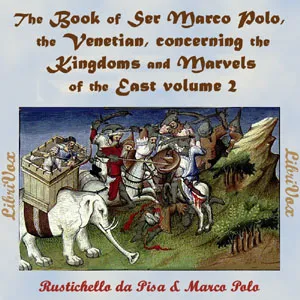 The Book of Ser Marco Polo,
the Venetian, concerning the
Kingdoms and Marvels
of the East volume 2
LibriVox
LibriVox
Rustichello da Pisa & Marco Polo